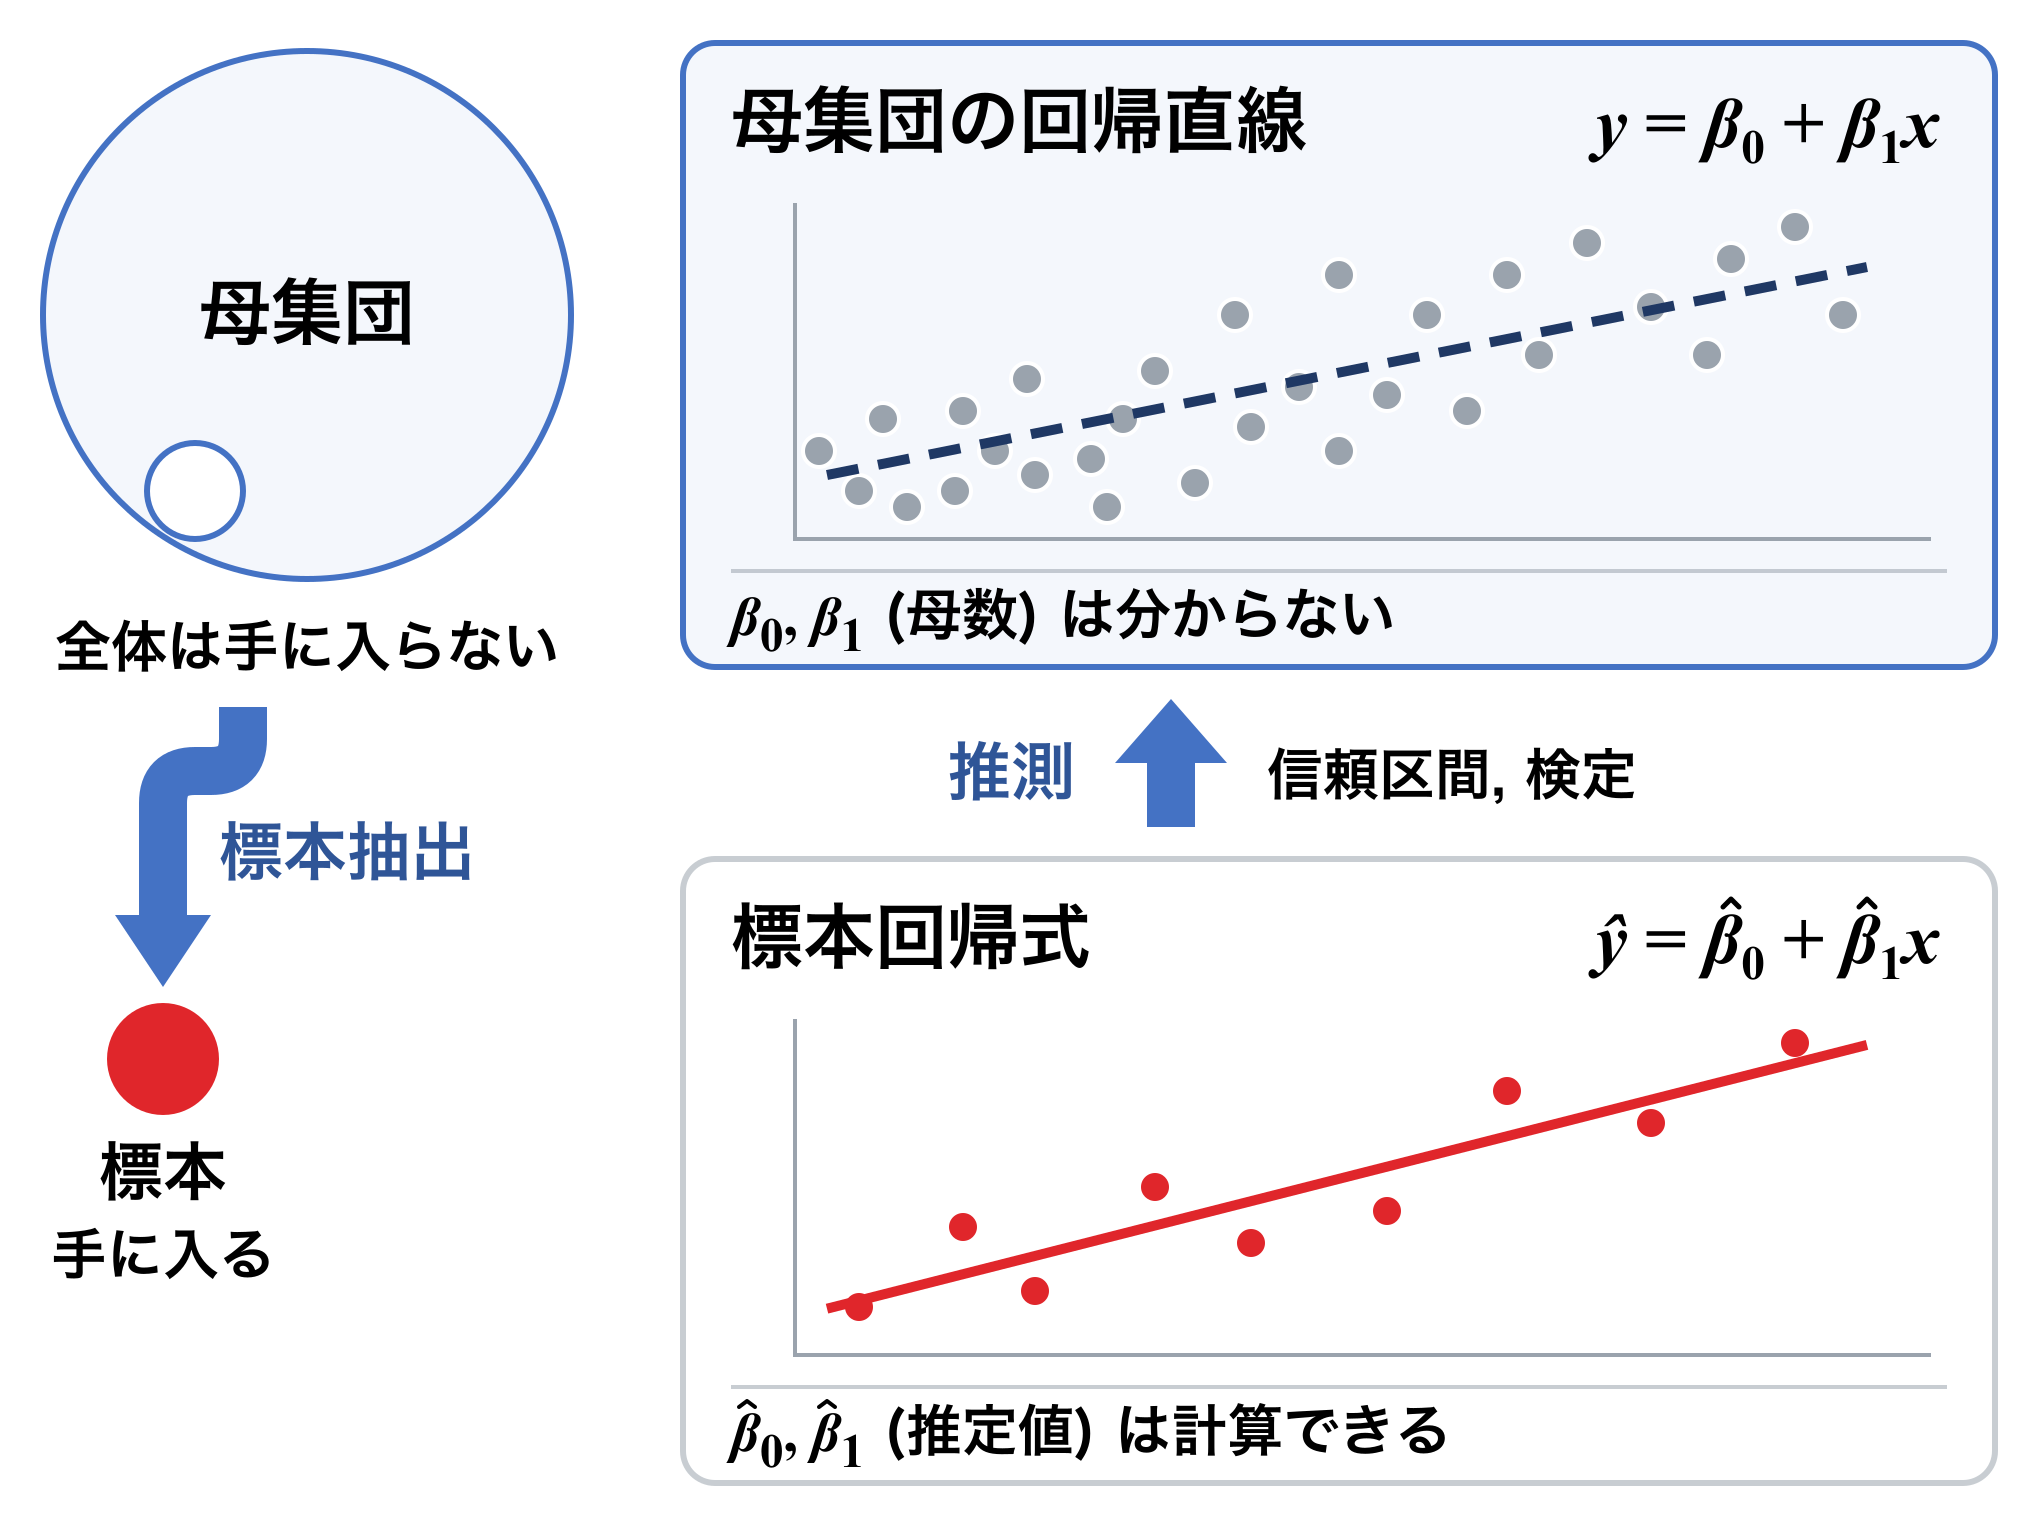 母集団
全体は手に入らない
標本抽出
標本
手に入る
母集団の回帰直線
y = β₀ + β₁x
β₀, β₁ (母数) は分からない
推測
信頼区間, 検定
標本回帰式
ŷ = β̂₀ + β̂₁x
β̂₀, β̂₁ (推定値) は計算できる